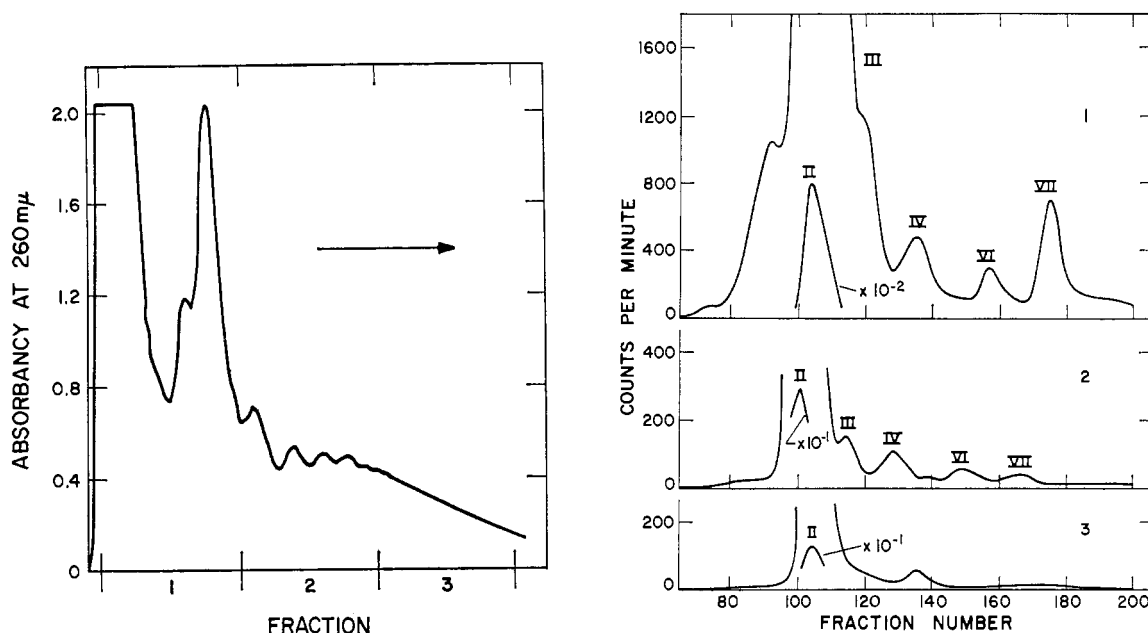 ABSORBANCY AT 260mμ
2.0
1.6
1.2
0.8
0.4
0
1
2
3
FRACTION
COUNTS PER MINUTE
1600
1200
800
400
0
III
1
II
IV
VI
VII
x 10-2
400
200
0
2
II
III
IV
VI
VII
x10-1
200
0
3
II
x 10-1
80 100 120 140 160 180 200
FRACTION NUMBER